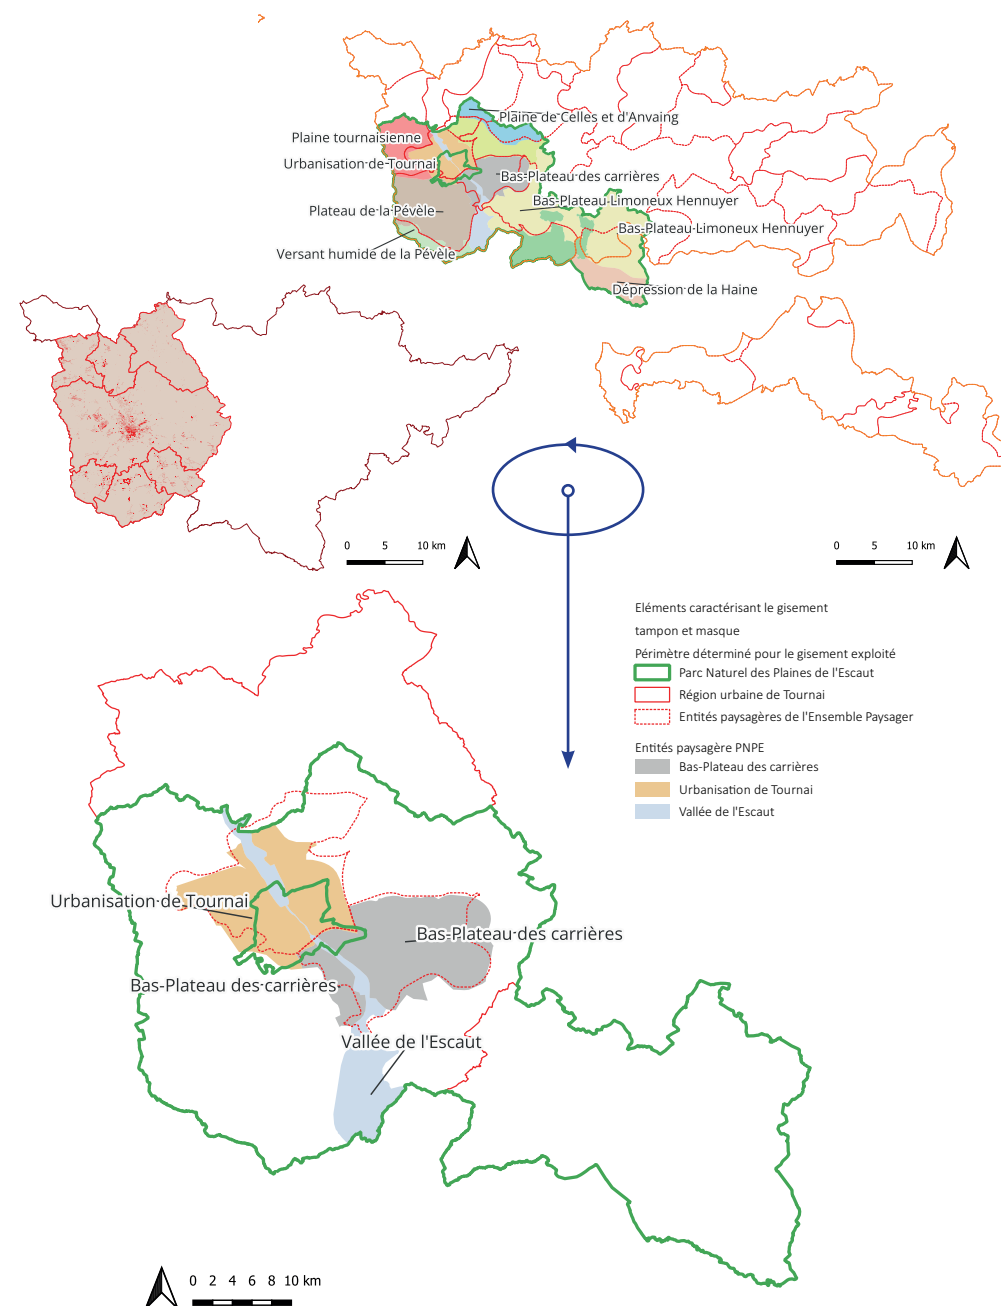 Plaine de Celles et d'Anvaing
Plaine tournaisienne
Urbanisation de Tournai
Bas-Plateau des carrières
Bas-Plateau Limoneux Hennuyer
Plateau de la Pévèle
Bas-Plateau Limoneux Hennuyer
Versant humide de la Pévèle
Dépression de la Haine
0 5 10 km
0 5 10 km
Eléments caractérisant le gisement
tampon et masque
Périmètre déterminé pour le gisement exploité
Parc Naturel des Plaines de l'Escaut
Région urbaine de Tournai
Entités paysagères de l'Ensemble Paysager
Entités paysagère PNPE
Bas-Plateau des carrières
Urbanisation de Tournai
Vallée de l'Escaut
Urbanisation de Tournai
Bas-Plateau des carrières
Bas-Plateau des carrières
Vallée de l'Escaut
0 2 4 6 8 10 km